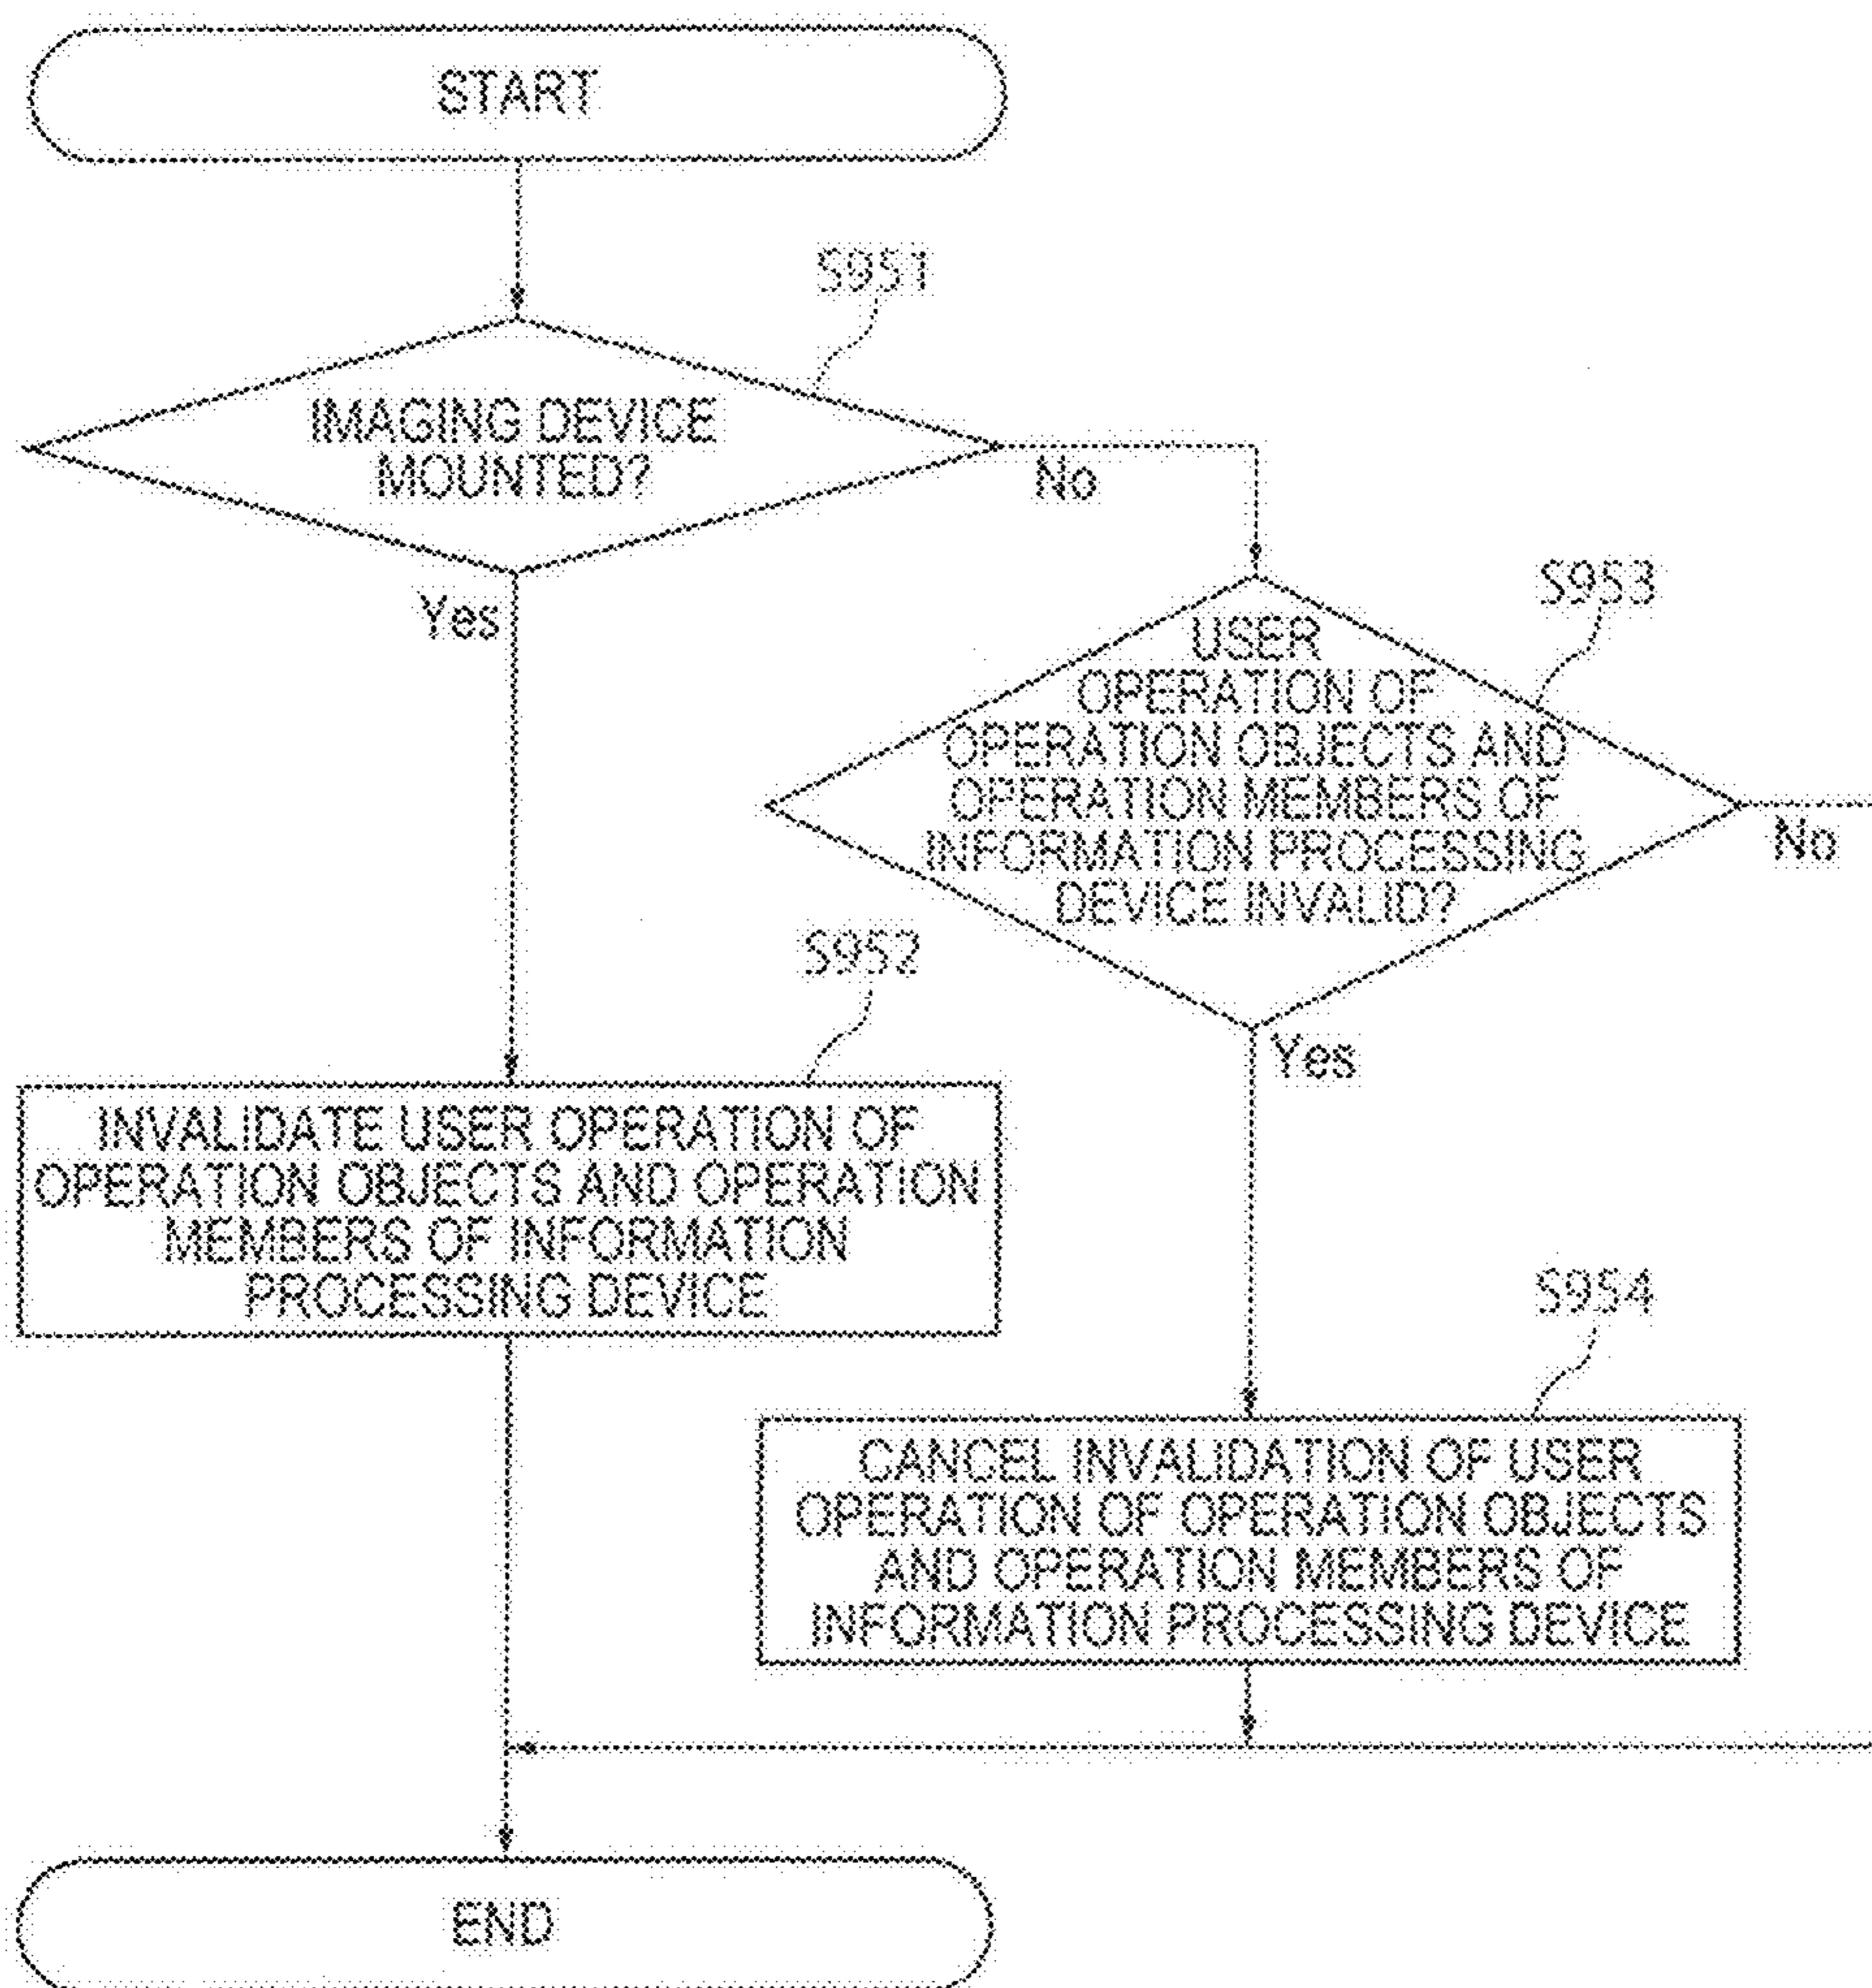 START
S951
IMAGING DEVICE
MOUNTED?
No
Yes
S953
USER
OPERATION OF
OPERATION OBJECTS AND
OPERATION MEMBERS OF
INFORMATION PROCESSING
DEVICE INVALID?
No
Yes
S952
INVALIDATE USER OPERATION OF
OPERATION OBJECTS AND OPERATION
MEMBERS OF INFORMATION
PROCESSING DEVICE
S954
CANCEL INVALIDATION OF USER
OPERATION OF OPERATION OBJECTS
AND OPERATION MEMBERS OF
INFORMATION PROCESSING DEVICE
END